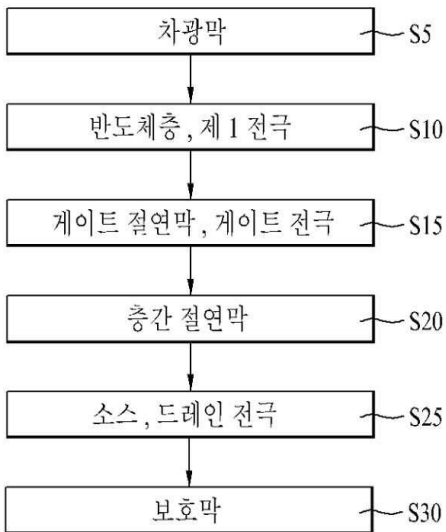 차광막 S5
반도체층, 제 1 전극 S10
게이트 절연막, 게이트 전극 S15
층간 절연막 S20
소스, 드레인 전극 S25
보호막 S30